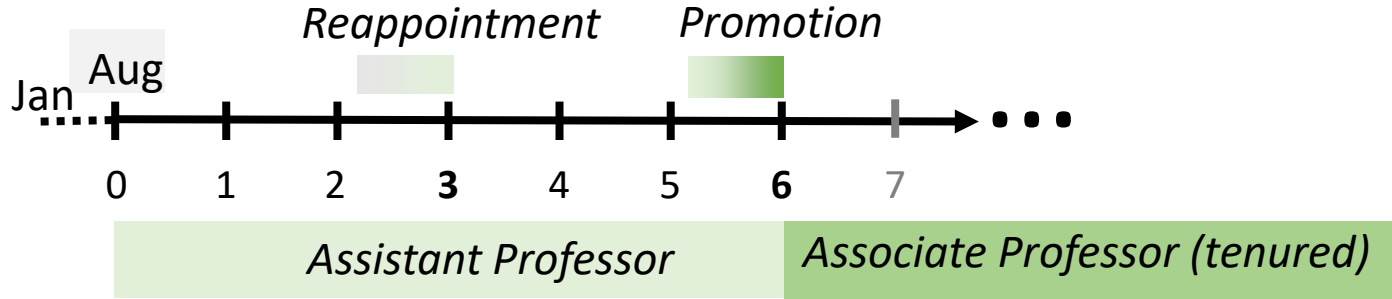 Reappointment Promotion
Aug
Jan
0 1 2 3 4 5 6 7
Assistant Professor Associate Professor (tenured)